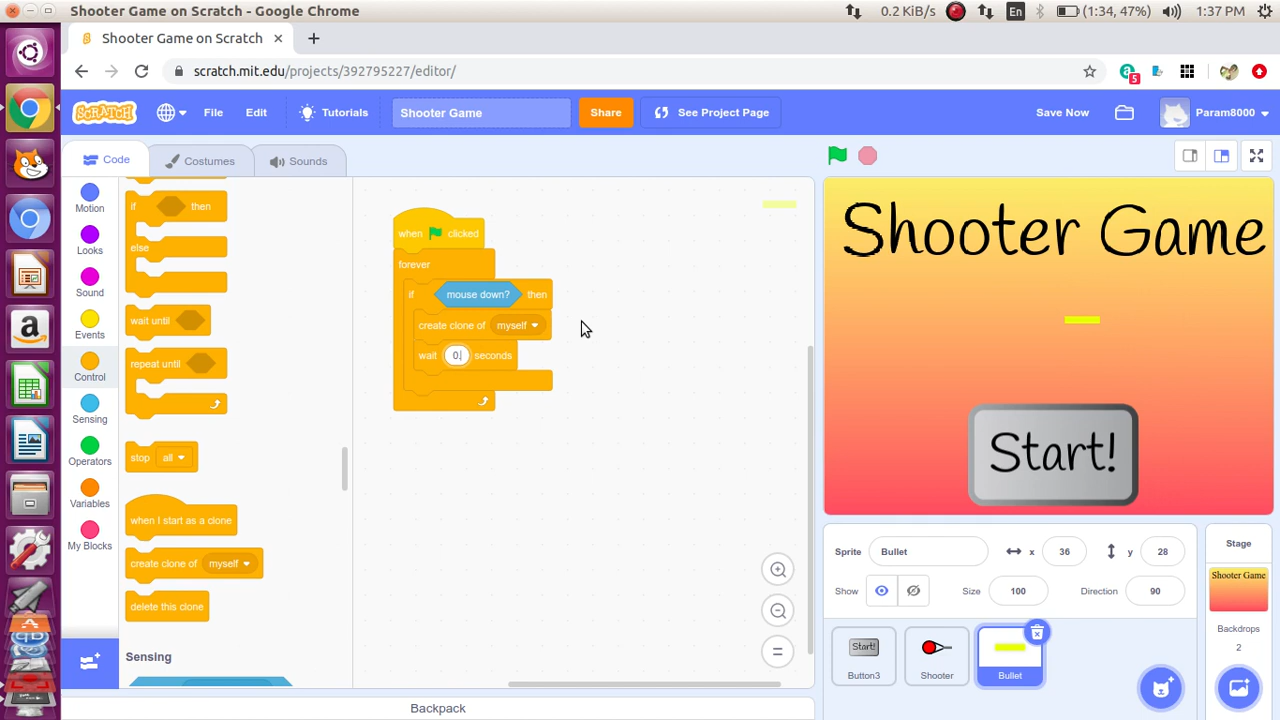 Shooter Game on Scratch - Google Chrome
0.2 KiB/s
En
(1:34, 47%)
1:37 PM
Shooter Game on Scratch
scratch.mit.edu/projects/392795227/editor/
5
SCRATCH
File
Edit
Tutorials
Shooter Game
Share
See Project Page
Save Now
Param8000
Code
Costumes
Sounds
Motion
Looks
Sound
Events
Control
Sensing
Operators
Variables
My Blocks
if then
else
wait until
repeat until
stop all
when I start as a clone
create clone of myself
delete this clone
Sensing
when clicked
forever
if mouse down? then
create clone of myself
wait 0. seconds
Shooter Game
Start!
Sprite Bullet x 36 y 28
Show Size 100 Direction 90
Start!
Button3
Shooter
Bullet
Stage
Shooter Game
Backdrops
2
Backpack